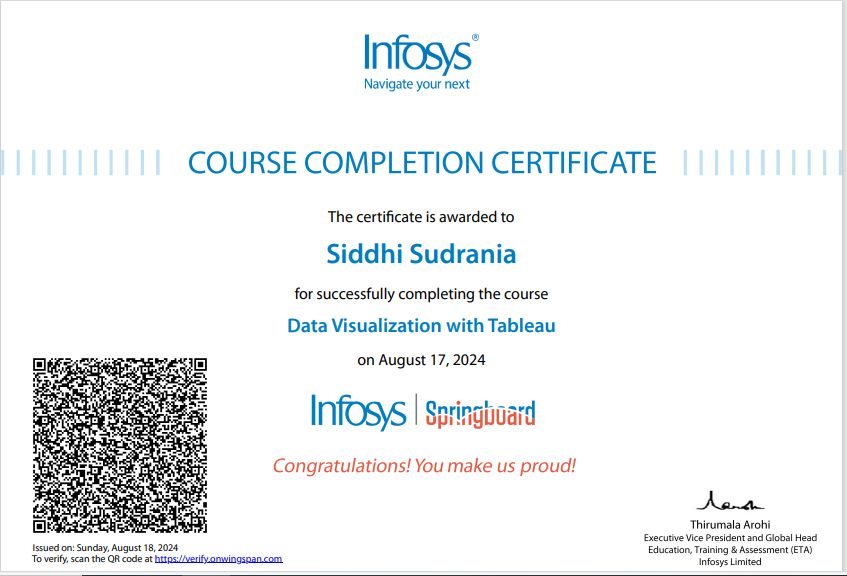 Infosys®
Navigate your next
COURSE COMPLETION CERTIFICATE
The certificate is awarded to
Siddhi Sudrania
for successfully completing the course
Data Visualization with Tableau
on August 17, 2024
Infosys | Springboard
Congratulations! You make us proud!
Issued on: Sunday, August 18, 2024
To verify, scan the QR code at https://verify.onwingspan.com
Thirumala Arohi
Executive Vice President and Global Head
Education, Training & Assessment (ETA)
Infosys Limited